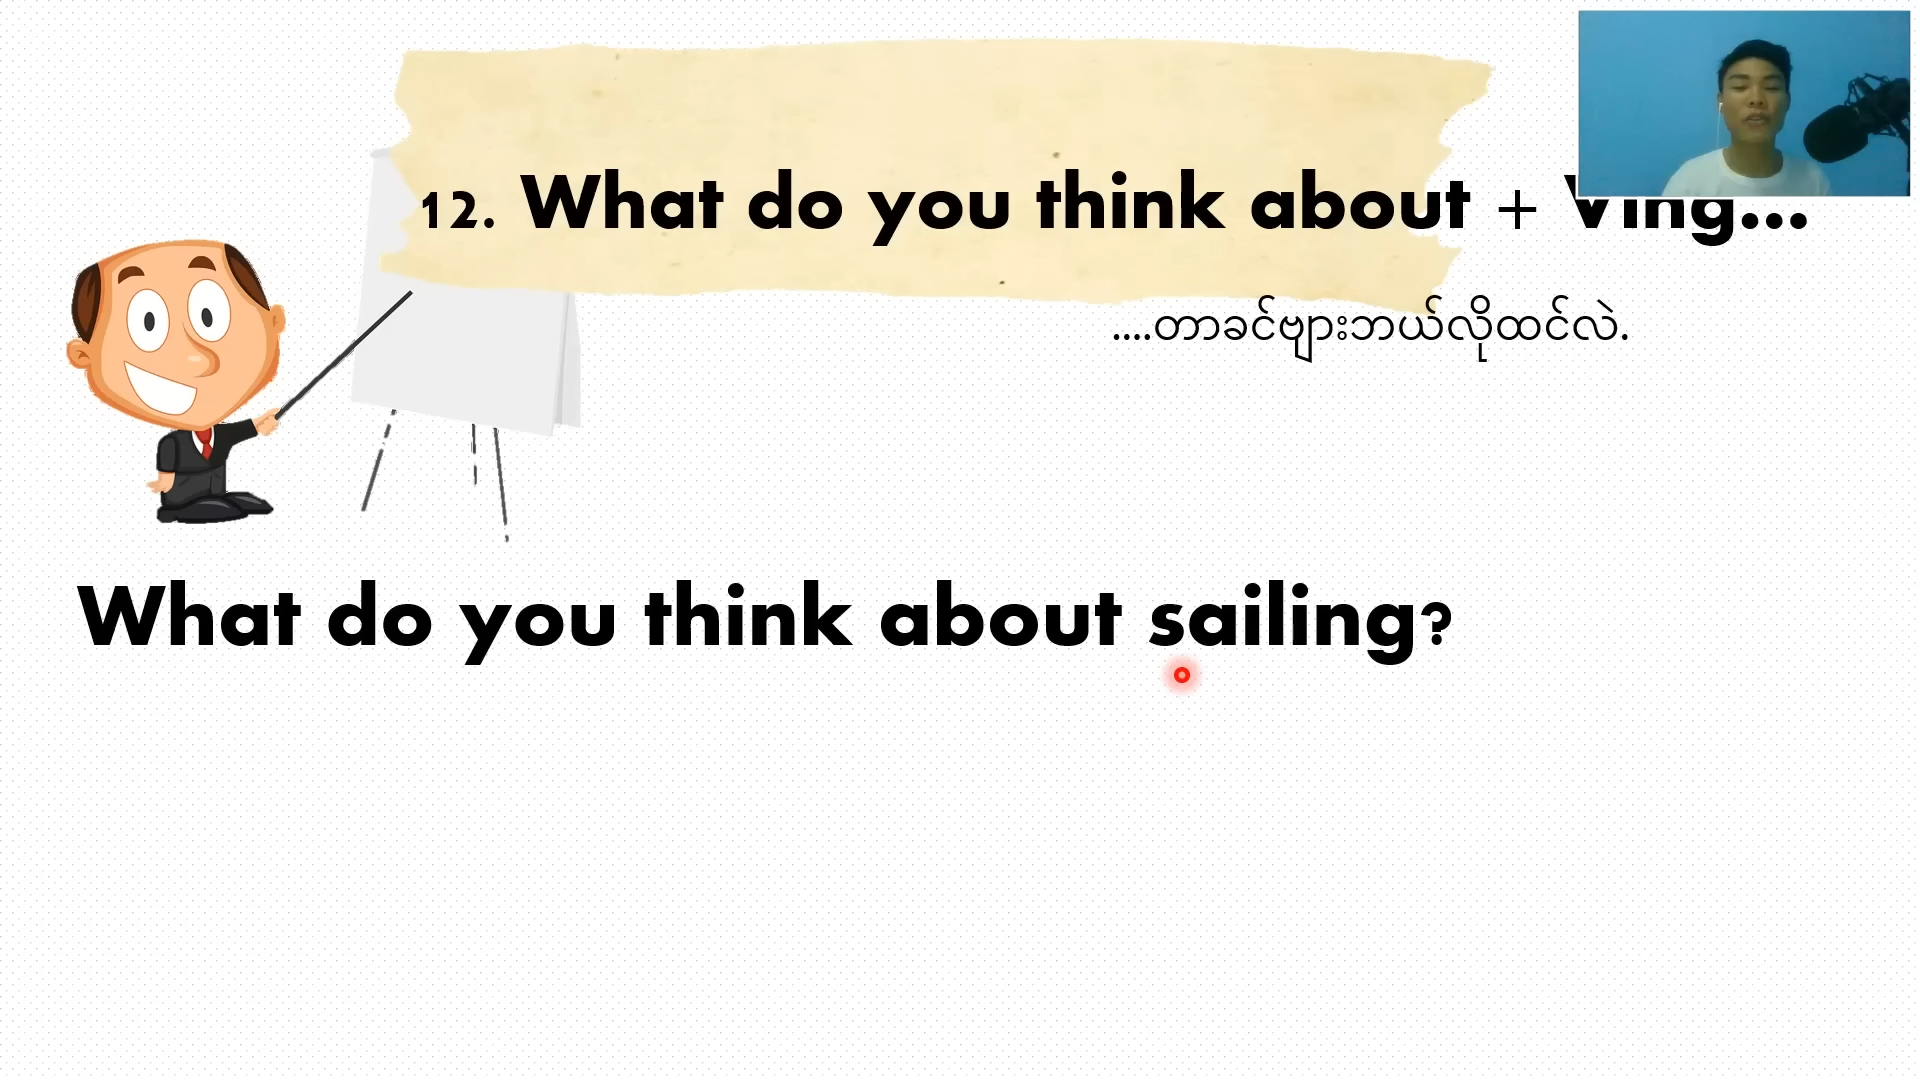 12. What do you think about + Ving...
....တာခင်ဗျားဘယ်လိုထင်လဲ.
What do you think about sailing?